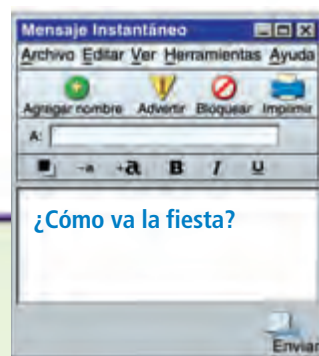 Mensaje Instantáneo
Archivo Editar Ver Herramientas Ayuda
Agregar nombre Advertir Bloquear Imprimir
A:
-a +a B I U
¿Cómo va la fiesta?
Enviar